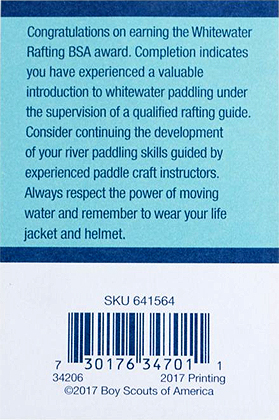 Congratulations on earning the Whitewater
Rafting BSA award. Completion indicates
you have experienced a valuable
introduction to whitewater paddling under
the supervision of a qualified rafting guide.
Consider continuing the development
of your river paddling skills guided by
experienced paddle craft instructors.
Always respect the power of moving
water and remember to wear your life
jacket and helmet.
SKU 641564
7 30176 34701 1
34206 2017 Printing
©2017 Boy Scouts of America